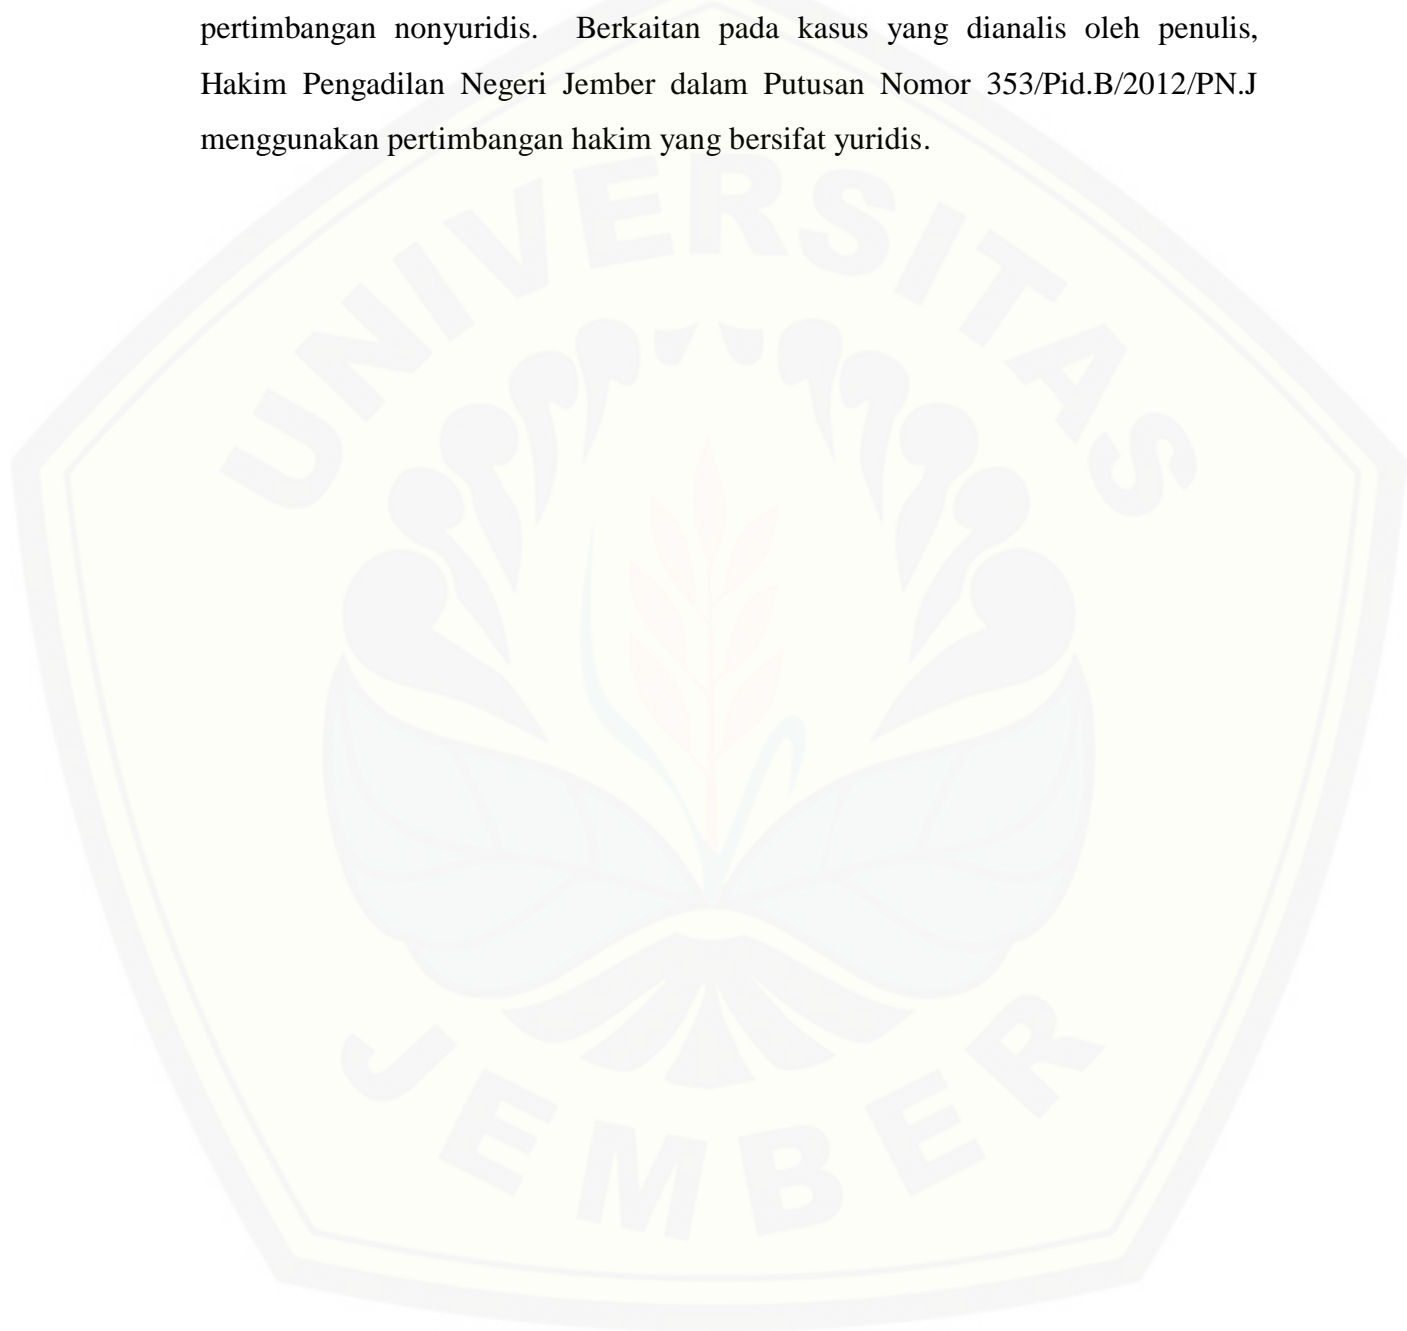 pertimbangan nonyuridis. Berkaitan pada kasus yang dianalis oleh penulis,
Hakim Pengadilan Negeri Jember dalam Putusan Nomor 353/Pid.B/2012/PN.J
menggunakan pertimbangan hakim yang bersifat yuridis.
UNIVERSITAS
JEMBER